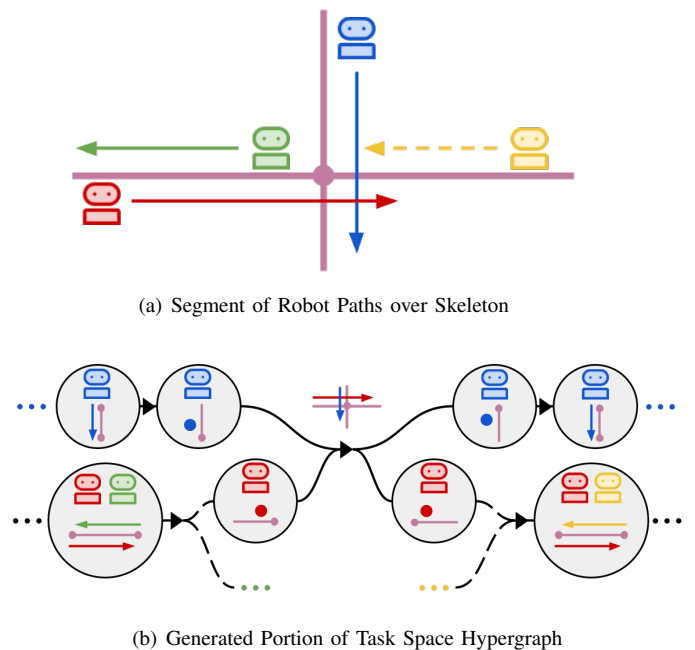 (a) Segment of Robot Paths over Skeleton
(b) Generated Portion of Task Space Hypergraph